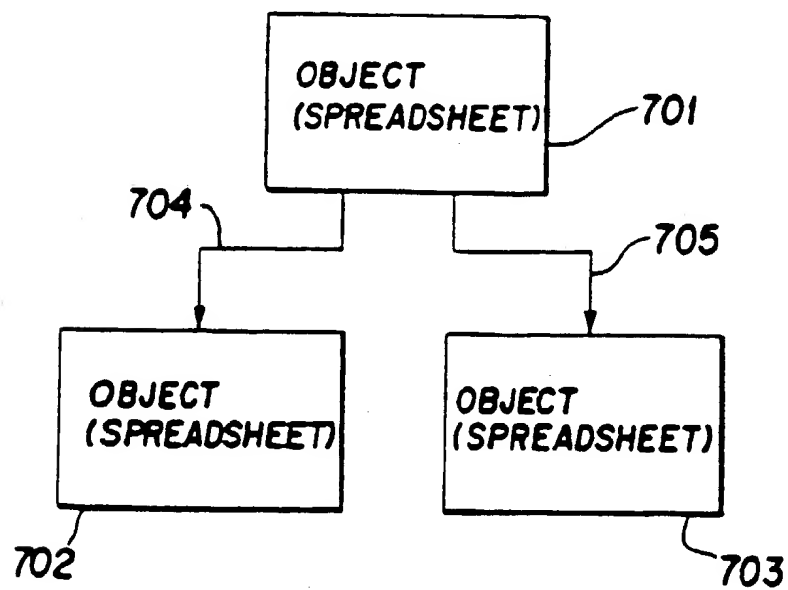 OBJECT
(SPREADSHEET)
701
704
705
OBJECT
(SPREADSHEET)
OBJECT
(SPREADSHEET)
702
703